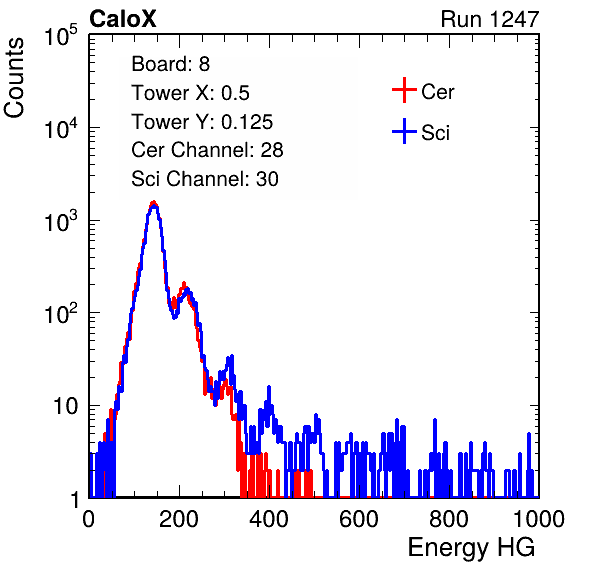 CaloX Run 1247
Counts
Board: 8
Tower X: 0.5
Tower Y: 0.125
Cer Channel: 28
Sci Channel: 30
Cer
Sci
10^5
10^4
10^3
10^2
10
1
0 200 400 600 800 1000
Energy HG